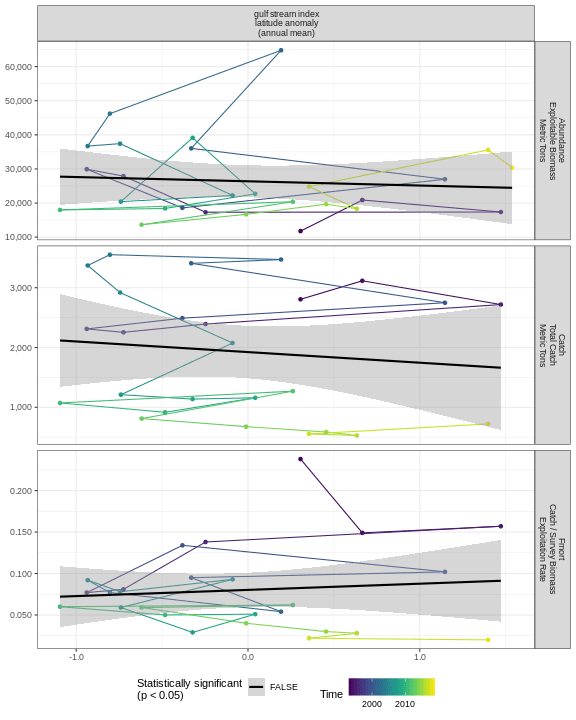 gulf stream index
latitude anomaly
(annual mean)
60,000
50,000
40,000
30,000
20,000
10,000
Abundance
Exploitable Biomass
Metric Tons
3,000
2,000
1,000
Catch
Total Catch
Metric Tons
0.200
0.150
0.100
0.050
Fmort
Catch / Survey Biomass
Exploitation Rate
-1.0
0.0
1.0
Statistically significant
(p < 0.05)
FALSE
Time
2000
2010